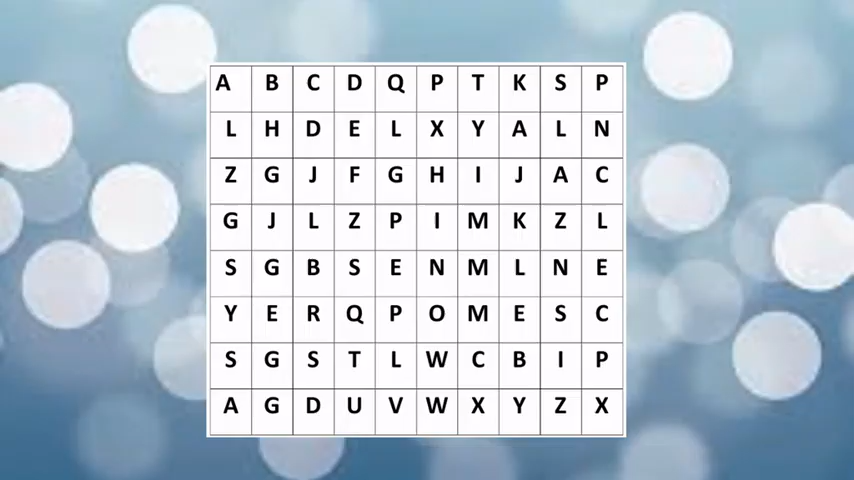 A B C D Q P T K S P
L H D E L X Y A L N
Z G J F G H I J A C
G J L Z P I M K Z L
S G B S E N M L N E
Y E R Q P O M E S C
S G S T L W C B I P
A G D U V W X Y Z X